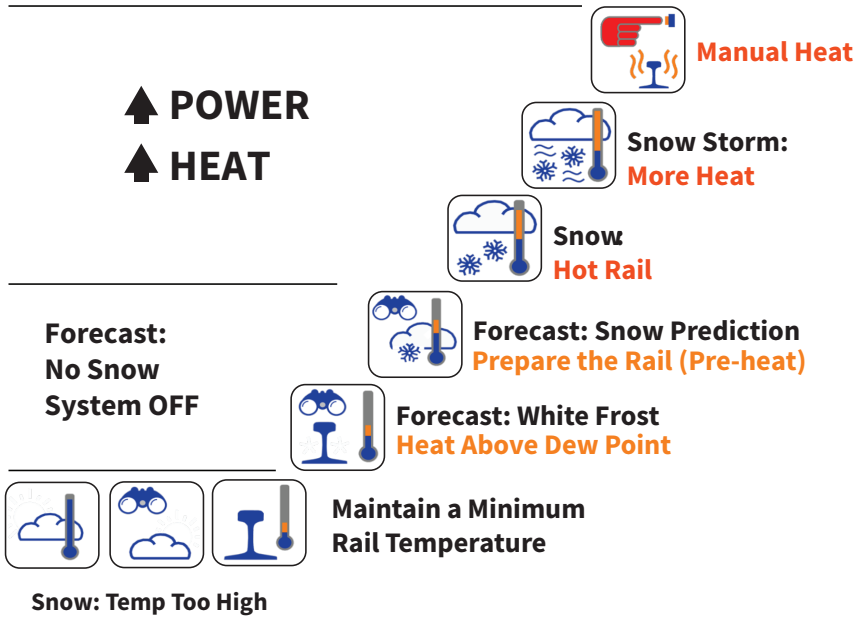 Manual Heat
POWER
HEAT
Snow Storm:
More Heat
Snow:
Hot Rail
Forecast:
No Snow
System OFF
Forecast: Snow Prediction
Prepare the Rail (Pre-heat)
Forecast: White Frost
Heat Above Dew Point
Maintain a Minimum
Rail Temperature
Snow: Temp Too High